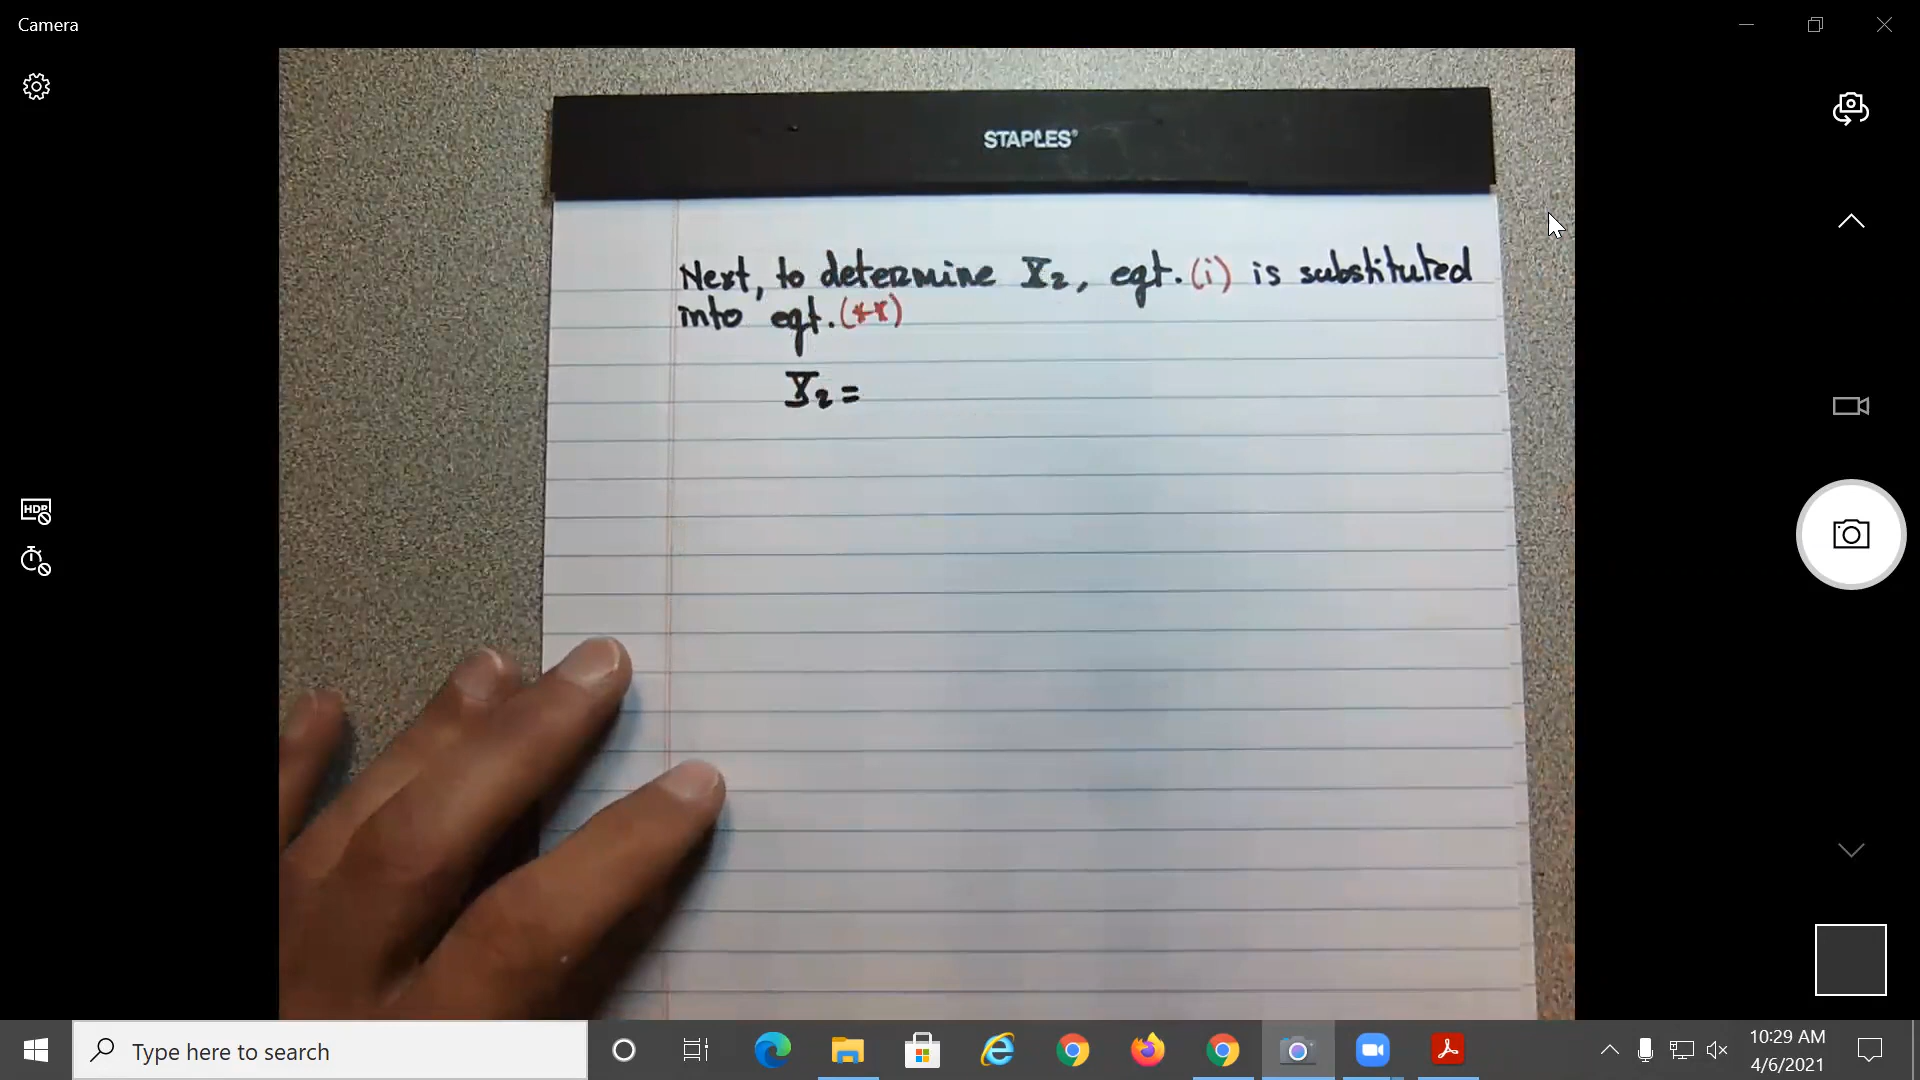 Camera
STAPLES®
Next, to determine X2, eqt. (i) is substituted
into eqt. (**)
X2 =
HDR
Type here to search
10:29 AM
4/6/2021